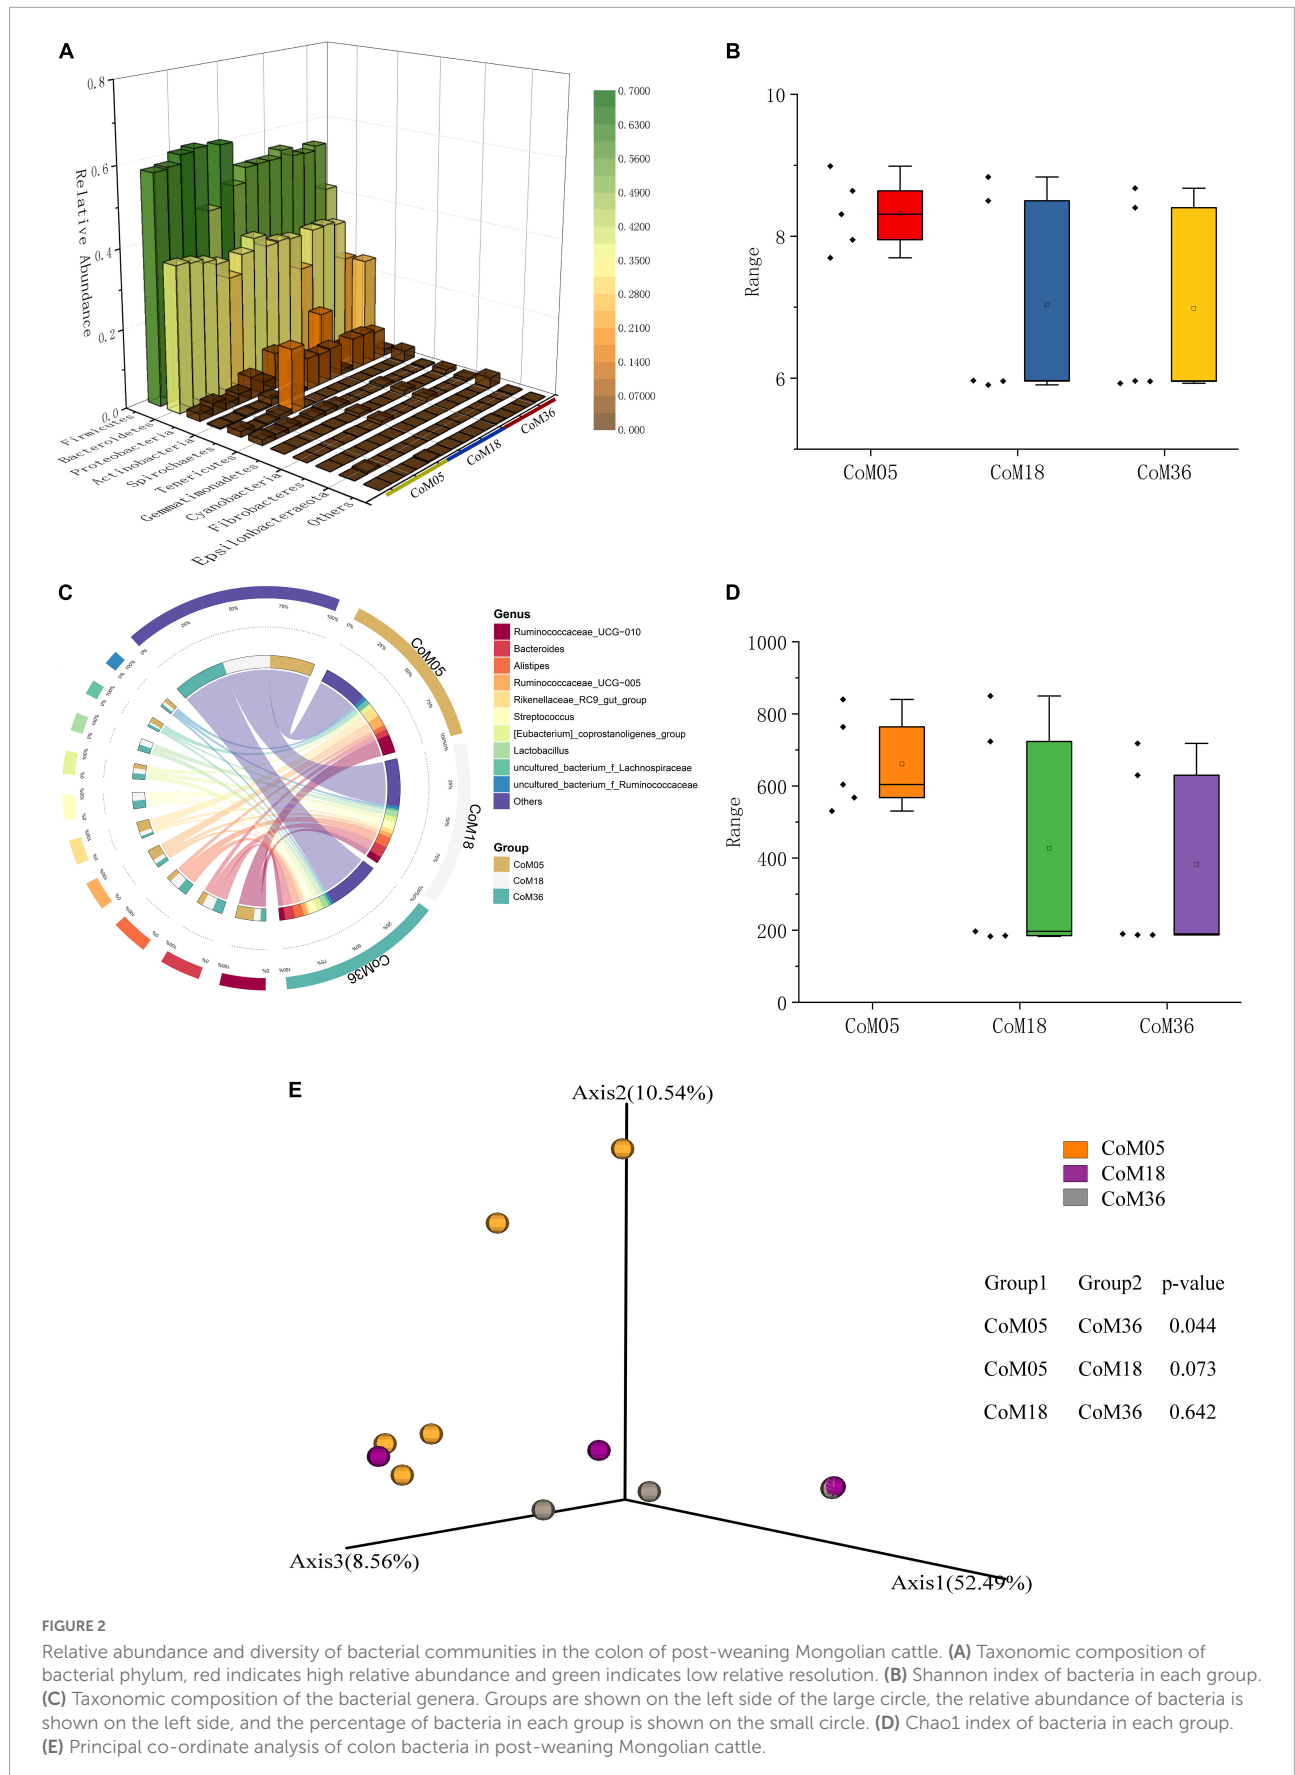 A
0.8
0.6
0.4
0.2
0.0
Relative Abundance
Firmicutes
Bacteroidetes
Proteobacteria
Actinobacteria
Spirochaetes
Tenericutes
Gemmatimonadetes
Cyanobacteria
Fibrobacteres
Epsilonbacteraeota
Others
CoM05
CoM18
CoM36
0.7000
0.6300
0.5600
0.4900
0.4200
0.3500
0.2800
0.2100
0.1400
0.07000
0.000
B
10
8
6
Range
CoM05 CoM18 CoM36
C
CoM05
CoM18
CoM36
Genus
Ruminococcaceae_UCG−010
Bacteroides
Alistipes
Ruminococcaceae_UCG−005
Rikenellaceae_RC9_gut_group
Streptococcus
[Eubacterium]_coprostanoligenes_group
Lactobacillus
uncultured_bacterium_f_Lachnospiraceae
uncultured_bacterium_f_Ruminococcaceae
Others
Group
CoM05
CoM18
CoM36
D
1000
800
600
400
200
0
Range
CoM05 CoM18 CoM36
E
Axis2(10.54%)
Axis3(8.56%)
Axis1(52.49%)
CoM05
CoM18
CoM36
Group1 Group2 p-value
CoM05 CoM36 0.044
CoM05 CoM18 0.073
CoM18 CoM36 0.642
FIGURE 2
Relative abundance and diversity of bacterial communities in the colon of post-weaning Mongolian cattle. (A) Taxonomic composition of
bacterial phylum, red indicates high relative abundance and green indicates low relative resolution. (B) Shannon index of bacteria in each group.
(C) Taxonomic composition of the bacterial genera. Groups are shown on the left side of the large circle, the relative abundance of bacteria is
shown on the left side, and the percentage of bacteria in each group is shown on the small circle. (D) Chao1 index of bacteria in each group.
(E) Principal co-ordinate analysis of colon bacteria in post-weaning Mongolian cattle.